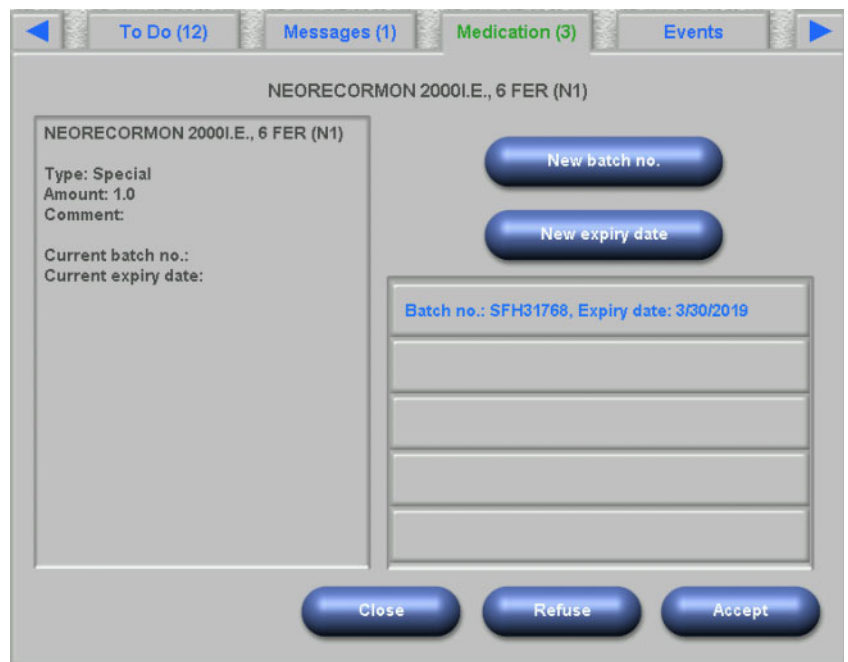 To Do (12) Messages (1) Medication (3) Events
NEORECORMON 2000I.E., 6 FER (N1)
NEORECORMON 2000I.E., 6 FER (N1)
Type: Special
Amount: 1.0
Comment:
Current batch no.:
Current expiry date:
New batch no.
New expiry date
Batch no.: SFH31768, Expiry date: 3/30/2019
Close Refuse Accept